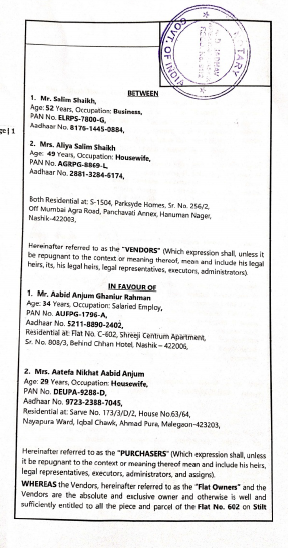 NOTARY
GOVT. OF INDIA
ge | 1
BETWEEN
1. Mr. Salim Shaikh,
Age: 52 Years, Occupation: Business,
PAN No. ELRPS-7800-G,
Aadhaar No. 8176-1445-0884,
2. Mrs. Aliya Salim Shaikh
Age: 49 Years, Occupation: Housewife,
PAN No. AGRPG-8869-L,
Aadhaar No. 2881-3284-6174,
Both Residential at: S-1504, Parksyde Homes, Sr. No. 256/2,
Off Mumbai Agra Road, Panchavati Annex, Hanuman Nager,
Nashik-422003,
Hereinafter referred to as the "VENDORS" (Which expression shall, unless it
be repugnant to the context or meaning thereof, mean and include his legal
heirs, its, his legal heirs, legal representatives, executors, administrators).
IN FAVOUR OF
1. Mr. Aabid Anjum Ghaniur Rahman
Age: 34 Years, Occupation: Salaried Employ,
PAN No. AUFPG-1796-A,
Aadhaar No. 5211-8890-2402,
Residential at: Flat No. C-602, Shreeji Centrum Apartment,
Sr. No. 808/3, Behind Chhan Hotel, Nashik – 422006,
2. Mrs. Aatefa Nikhat Aabid Anjum
Age: 29 Years, Occupation: Housewife,
PAN No. DEUPA-9288-D,
Aadhaar No. 9723-2388-7045,
Residential at: Sarve No. 173/3/D/2, House No.63/64,
Nayapura Ward, Iqbal Chawk, Ahmad Pura, Malegaon-423203,
Hereinafter referred to as the "PURCHASERS" (Which expression shall, unless
it be repugnant to the context or meaning thereof mean and include his heirs,
legal representatives, executors, administrators, and assigns).
WHEREAS the Vendors, hereinafter referred to as the "Flat Owners" and the
Vendors are the absolute and exclusive owner and otherwise is well and
sufficiently entitled to all the piece and parcel of the Flat No. 602 on Stilt